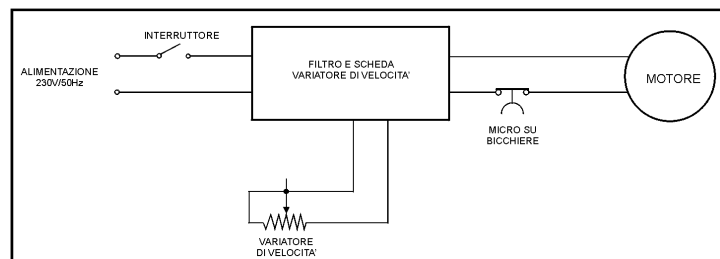 INTERRUTTORE
ALIMENTAZIONE
230V/50Hz
FILTRO E SCHEDA
VARIATORE DI VELOCITA'
MOTORE
MICRO SU
BICCHIERE
VARIATORE
DI VELOCITA'